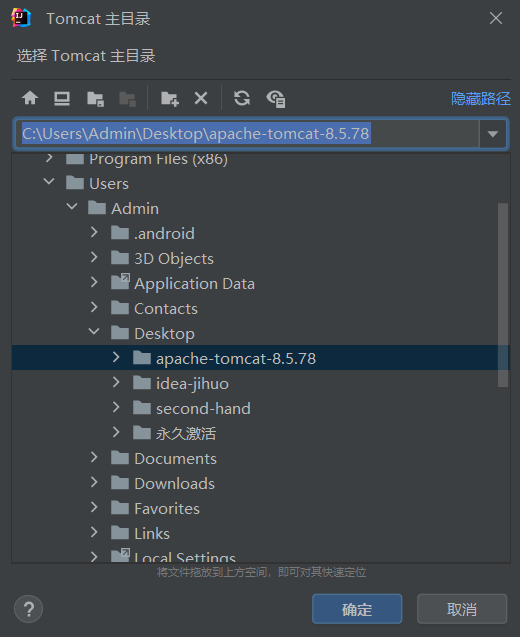 Tomcat 主目录
选择 Tomcat 主目录
隐藏路径
C:\Users\Admin\Desktop\apache-tomcat-8.5.78
Program Files (x86)
Users
Admin
.android
3D Objects
Application Data
Contacts
Desktop
apache-tomcat-8.5.78
idea-jihuo
second-hand
永久激活
Documents
Downloads
Favorites
Links
Local Settings
将文件拖放到上方空间，即可对其快速定位
?
确定
取消